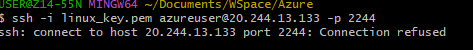 USER@Z14-55N MINGW64 ~/Documents/WSpace/Azure
$ ssh -i linux_key.pem azureuser@20.244.13.133 -p 2244
ssh: connect to host 20.244.13.133 port 2244: Connection refused